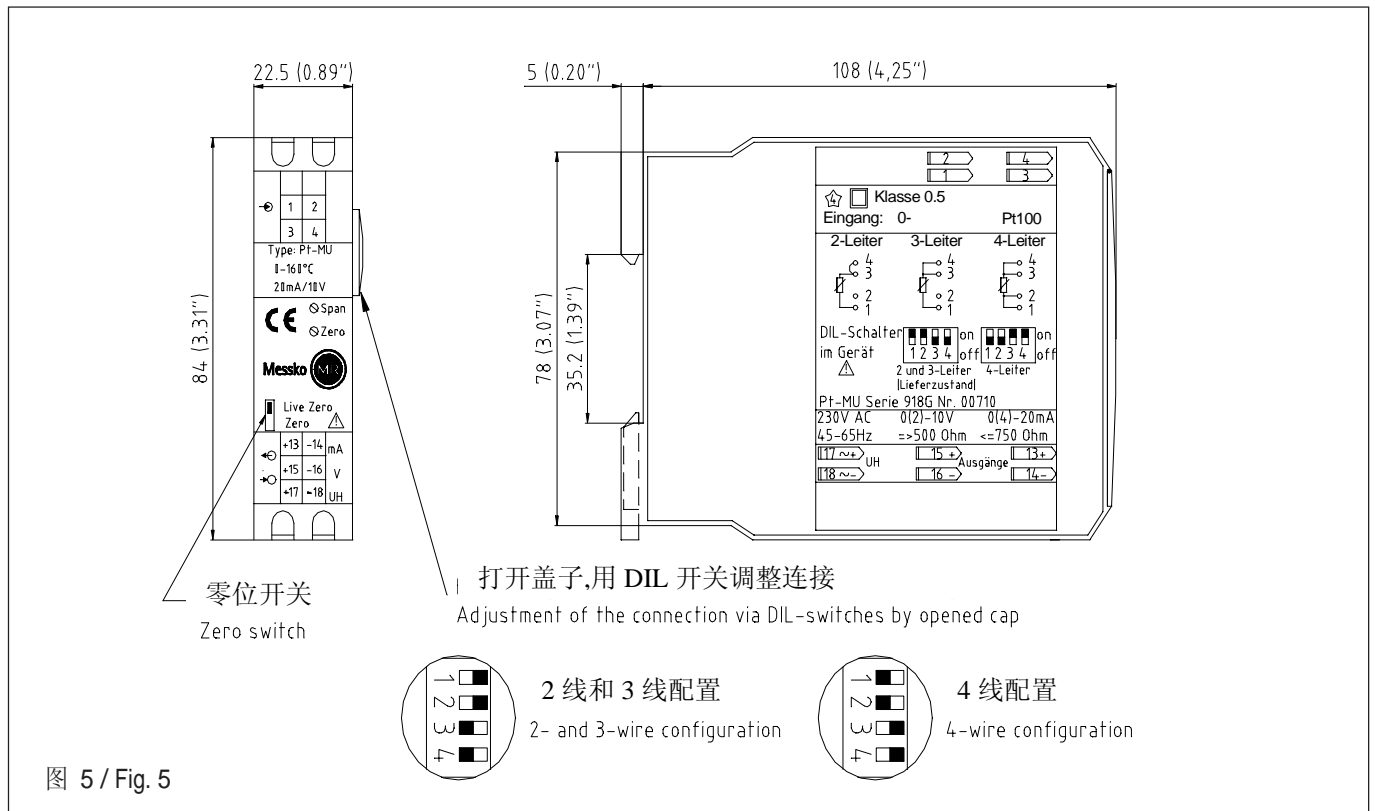 22.5 (0.89")
5 (0.20")
108 (4,25")
84 (3.31")
1 2
3 4
Type: Pt-MU
0-160°C
20mA/10V
CE
Span
Zero
Messko MR
Live Zero
Zero
+13 -14 mA
+15 -16 V
+17 -18 UH
78 (3.07")
35.2 (1.39")
2 4
1 3
4 Klasse 0.5
Eingang: 0- Pt100
2-Leiter 3-Leiter 4-Leiter
4 4 4
3 3 3
2 2 2
1 1 1
DIL-Schalter on on
im Gerät 1 2 3 4 off 1 2 3 4 off
2 und 3-Leiter 4-Leiter
|Lieferzustand|
Pt-MU Serie 918G Nr. 00710
230V AC 0(2)-10V 0(4)-20mA
45-65Hz =>500 Ohm <=750 Ohm
17 ~+ UH 15 + Ausgänge 13+
18 ~- 16 - 14-
零位开关
Zero switch
打开盖子,用 DIL 开关调整连接
Adjustment of the connection via DIL-switches by opened cap
1
2
3
4
2 线和 3 线配置
2- and 3-wire configuration
1
2
3
4
4 线配置
4-wire configuration
图 5 / Fig. 5